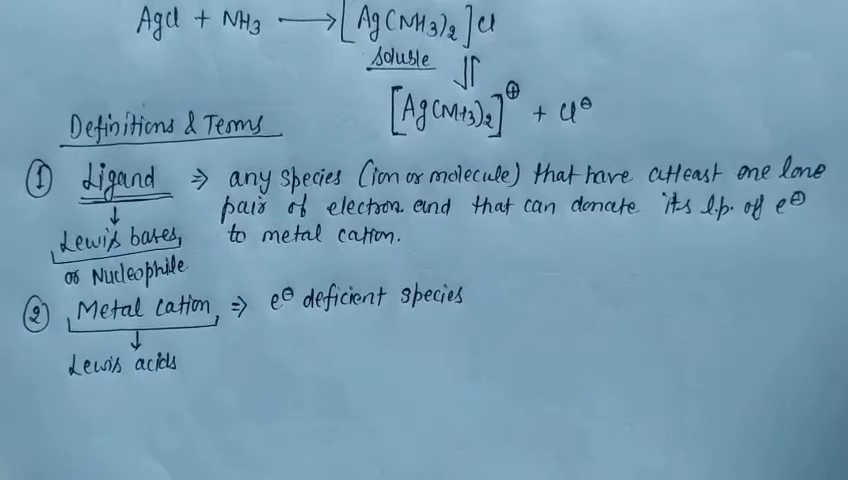 AgCl + NH3 ⟶ [Ag(NH3)2]Cl
soluble ⇌
[Ag(NH3)2]⊕ + Cl⊖
Definitions & Terms
① Ligand ⇒ any species (ion or molecule) that have atleast one lone
↓ pair of electron and that can donate its l.p. of e⊖
Lewis bases, to metal cation.
or Nucleophile
② Metal cation, ⇒ e⊖ deficient species
↓
Lewis acids